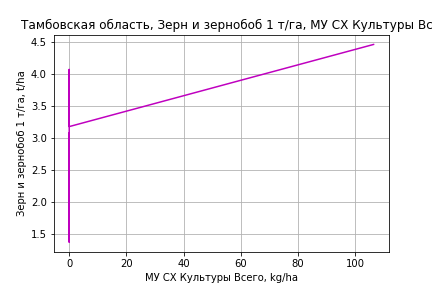 Тамбовская область, Зерн и зернобоб 1 т/га, МУ СХ Культуры Вс
4.5
4.0
3.5
3.0
2.5
2.0
1.5
Зерн и зернобоб 1 т/га, t/ha
0 20 40 60 80 100
МУ СХ Культуры Всего, kg/ha